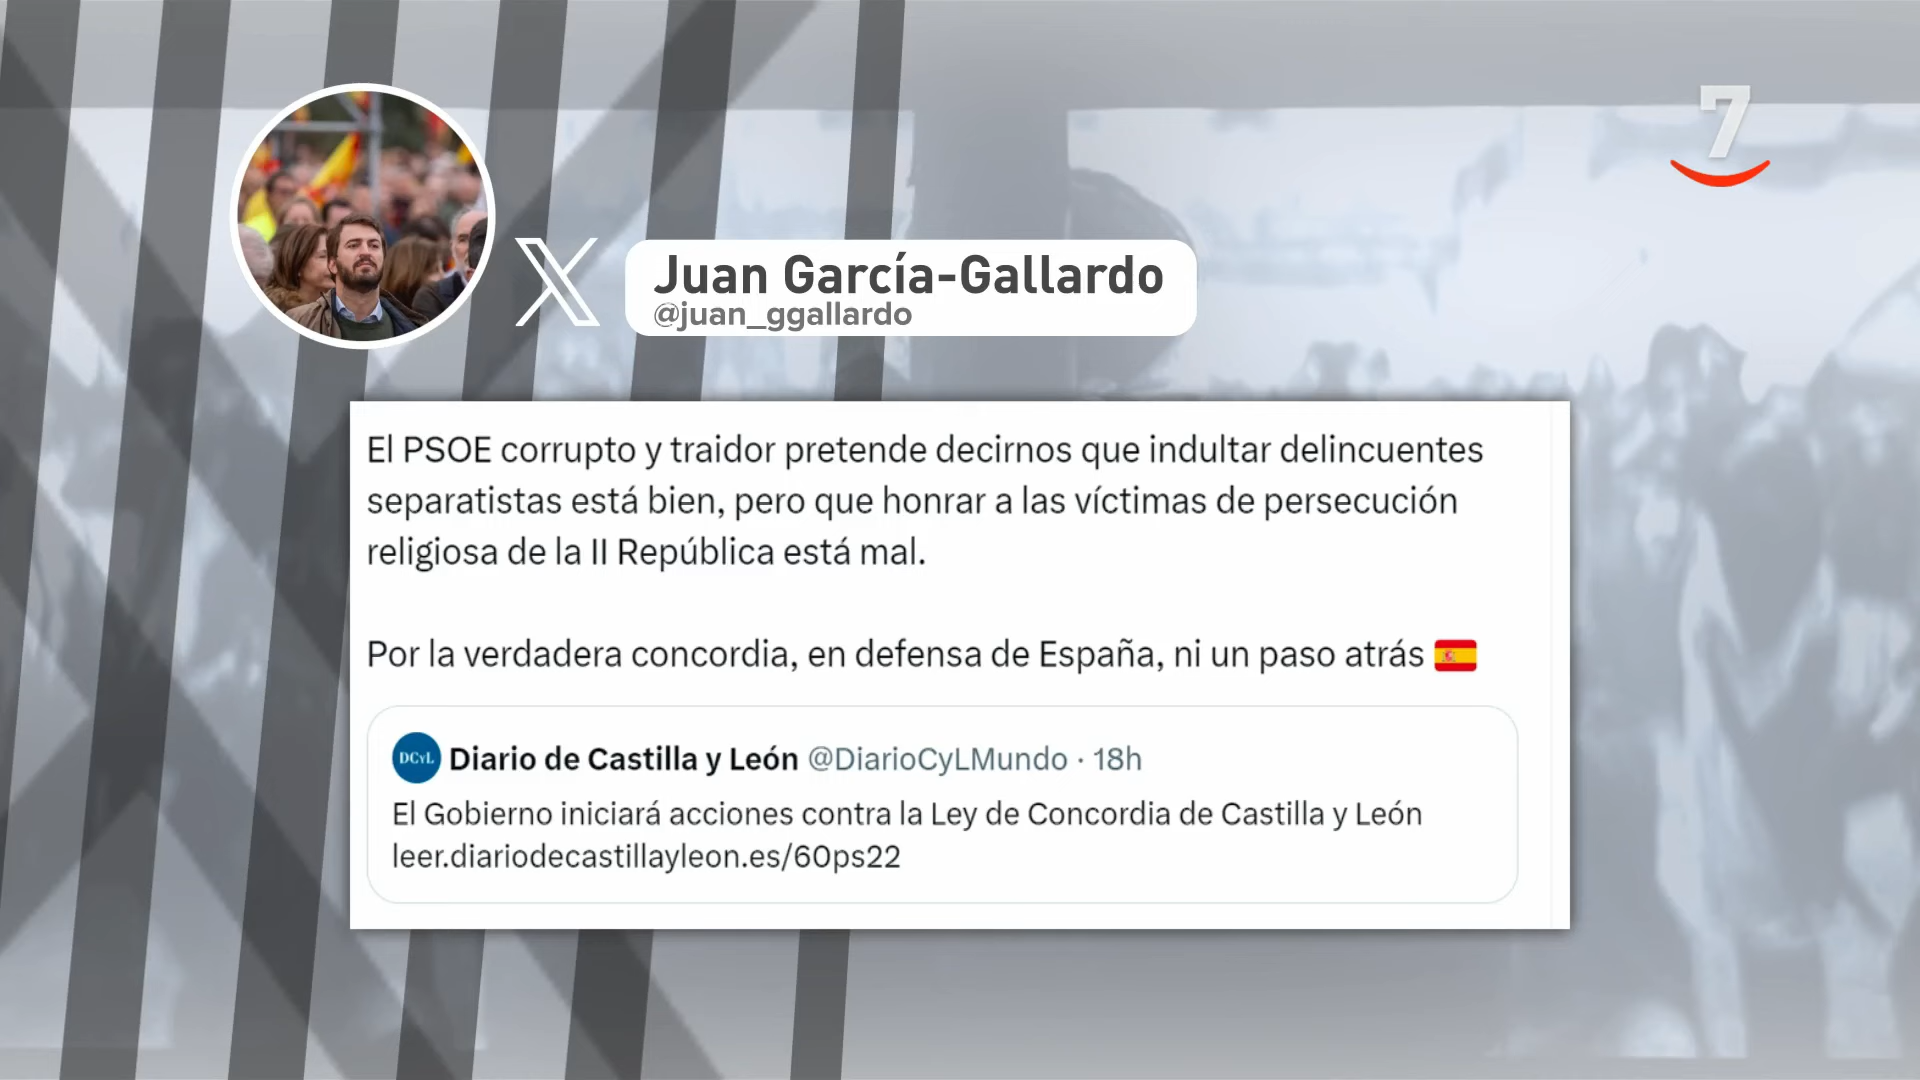 7
Juan García-Gallardo
@juan_ggallardo
El PSOE corrupto y traidor pretende decirnos que indultar delincuentes
separatistas está bien, pero que honrar a las víctimas de persecución
religiosa de la II República está mal.
Por la verdadera concordia, en defensa de España, ni un paso atrás 🇪🇸
DCYL Diario de Castilla y León @DiarioCyLMundo · 18h
El Gobierno iniciará acciones contra la Ley de Concordia de Castilla y León
leer.diariodecastillayleon.es/60ps22